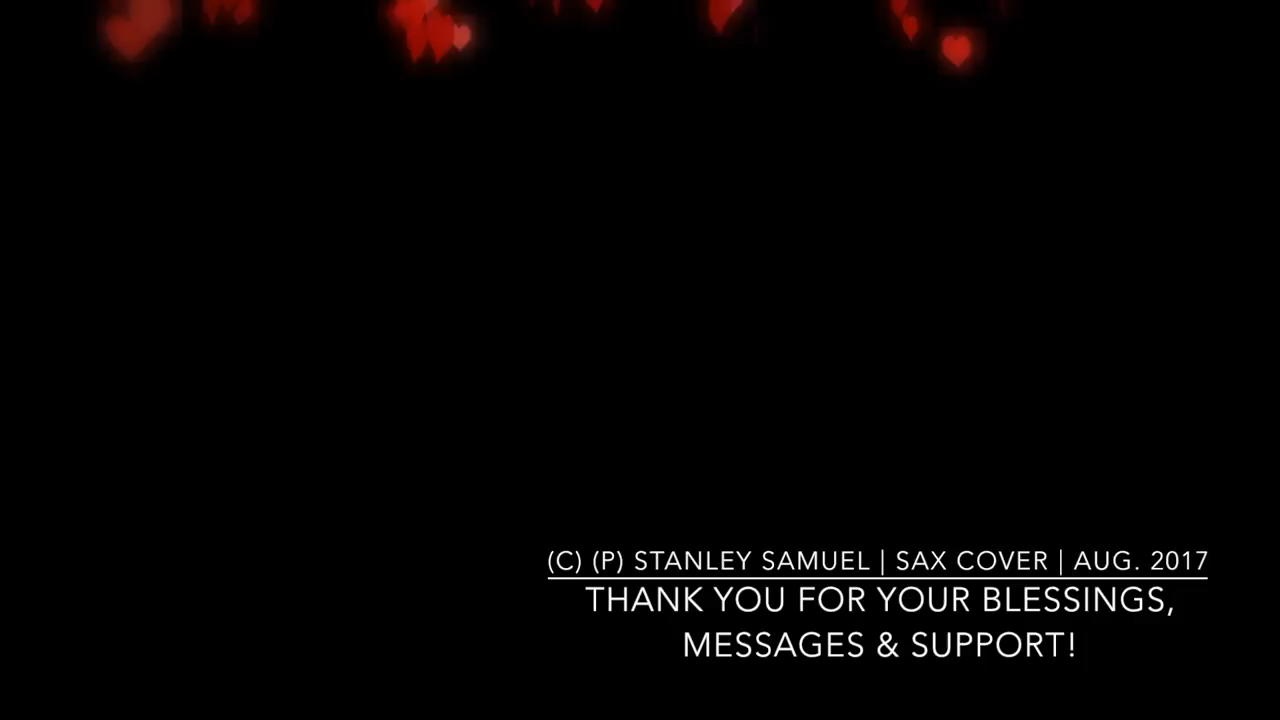 (C) (P) STANLEY SAMUEL | SAX COVER | AUG. 2017
THANK YOU FOR YOUR BLESSINGS,
MESSAGES & SUPPORT!